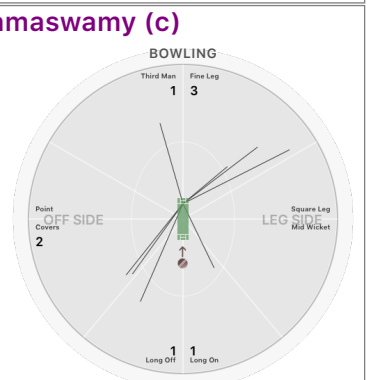 maswamy (c)
BOWLING
Third Man
Fine Leg
1
3
Point
Square Leg
OFF SIDE
LEG SIDE
Covers
Mid Wicket
2
1
1
Long Off
Long On